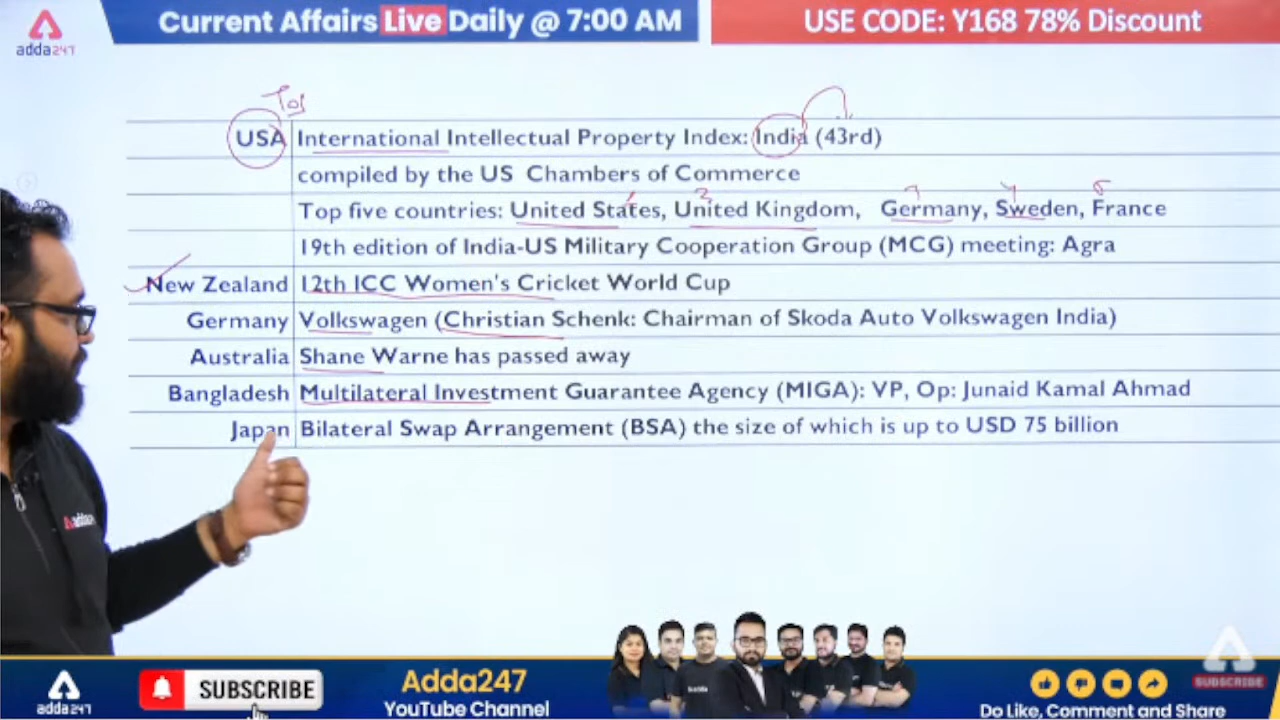 Current Affairs Live Daily @ 7:00 AM
USE CODE: Y168 78% Discount
adda247
Top
USA International Intellectual Property Index: India (43rd)
compiled by the US Chambers of Commerce
Top five countries: United States, United Kingdom, Germany, Sweden, France
19th edition of India-US Military Cooperation Group (MCG) meeting: Agra
New Zealand 12th ICC Women's Cricket World Cup
Germany Volkswagen (Christian Schenk: Chairman of Skoda Auto Volkswagen India)
Australia Shane Warne has passed away
Bangladesh Multilateral Investment Guarantee Agency (MIGA): VP, Op: Junaid Kamal Ahmad
Japan Bilateral Swap Arrangement (BSA) the size of which is up to USD 75 billion
adda247
adda247
SUBSCRIBE
Adda247
YouTube Channel
Do Like, Comment and Share
SUBSCRIBE